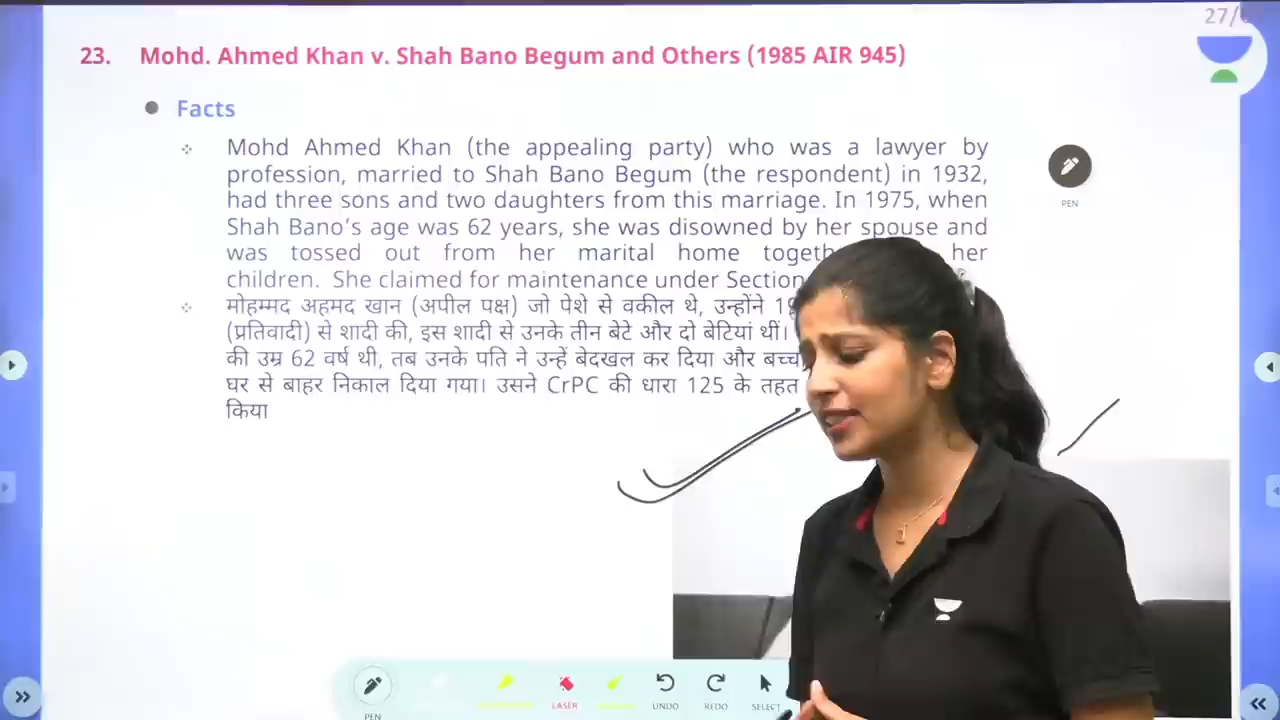 27/
23. Mohd. Ahmed Khan v. Shah Bano Begum and Others (1985 AIR 945)
Facts
Mohd Ahmed Khan (the appealing party) who was a lawyer by
profession, married to Shah Bano Begum (the respondent) in 1932,
had three sons and two daughters from this marriage. In 1975, when
Shah Bano's age was 62 years, she was disowned by her spouse and
was tossed out from her marital home her
children. She claimed for maintenance under Section
मोहम्मद अहमद खान (अपील पक्ष) जो पेशे से वकील थे, उन्होंने
(प्रतिवादी) से शादी की, इस शादी से उनके तीन बेटे और दो बेटियां थीं।
की उम्र 62 वर्ष थी, तब उनके पति ने उन्हें बेदखल कर दिया और
घर से बाहर निकाल दिया गया। उसने CrPC की धारा 125 के तहत
किया
PEN
PEN
LASER
UNDO
REDO
SELECT